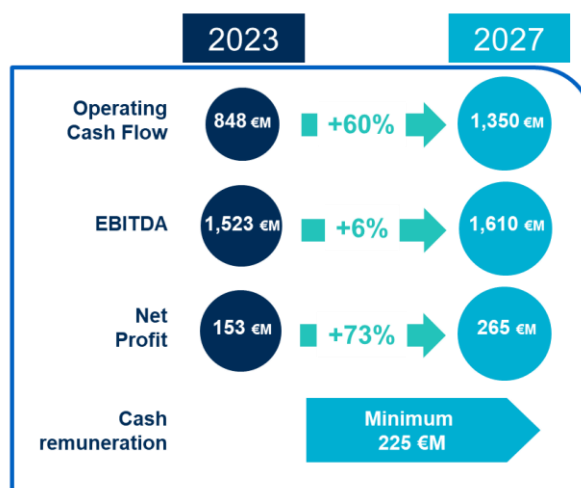 2023
2027
Operating
Cash Flow
848 €M
+60%
1,350 €M
EBITDA
1,523 €M
+6%
1,610 €M
Net
Profit
153 €M
+73%
265 €M
Cash
remuneration
Minimum
225 €M